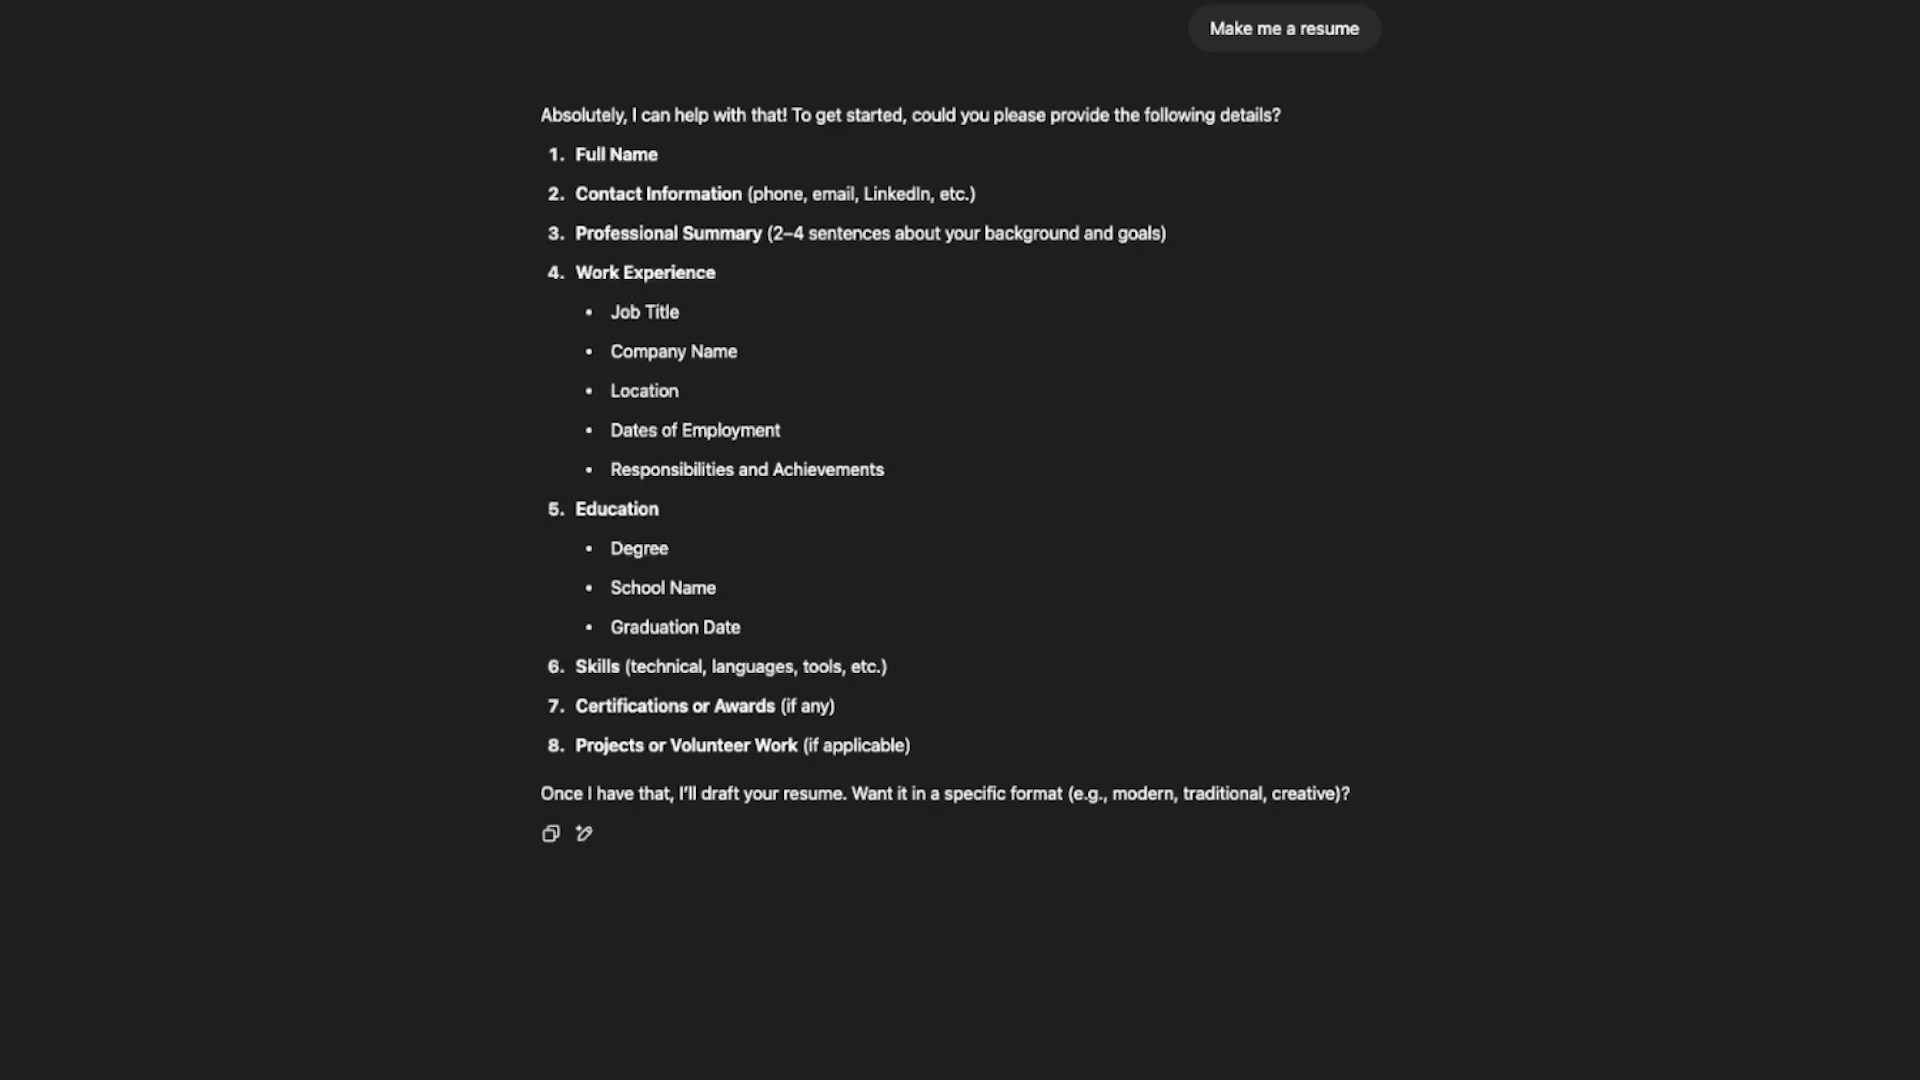 Make me a resume
Absolutely, I can help with that! To get started, could you please provide the following details?
1. Full Name
2. Contact Information (phone, email, LinkedIn, etc.)
3. Professional Summary (2–4 sentences about your background and goals)
4. Work Experience
• Job Title
• Company Name
• Location
• Dates of Employment
• Responsibilities and Achievements
5. Education
• Degree
• School Name
• Graduation Date
6. Skills (technical, languages, tools, etc.)
7. Certifications or Awards (if any)
8. Projects or Volunteer Work (if applicable)
Once I have that, I’ll draft your resume. Want it in a specific format (e.g., modern, traditional, creative)?